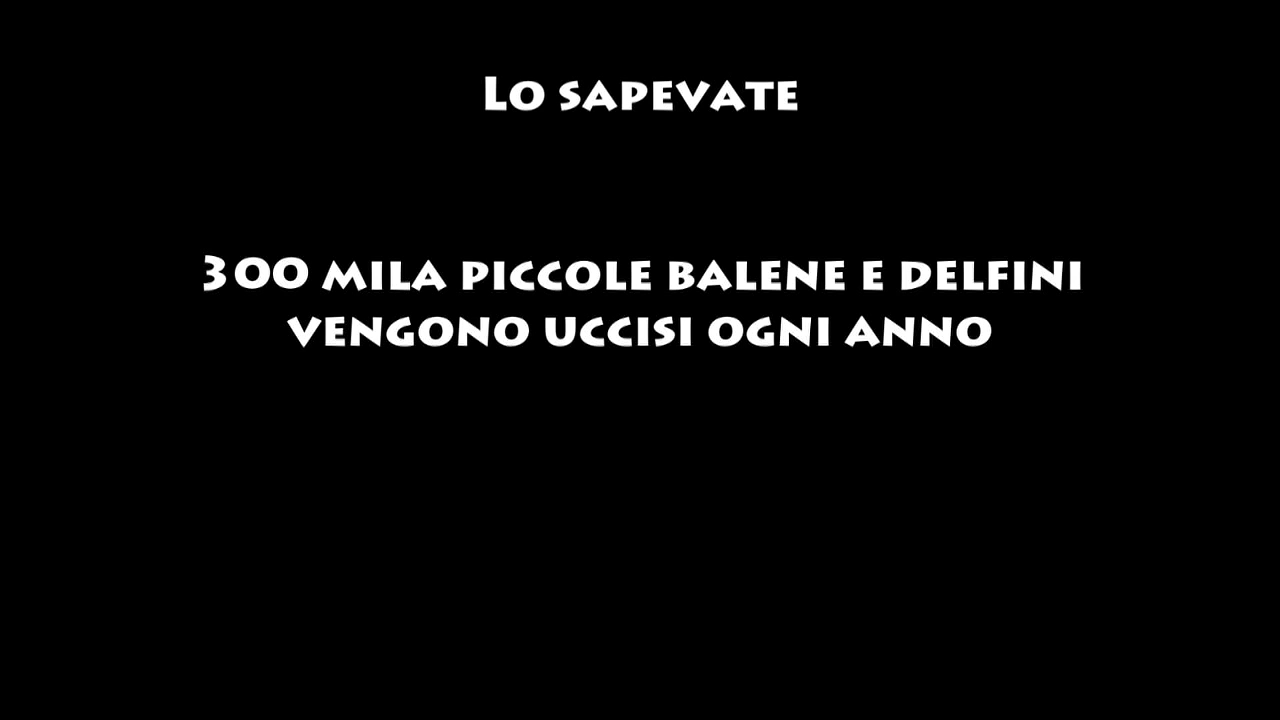 Lo sapevate
300 mila piccole balene e delfini
vengono uccisi ogni anno